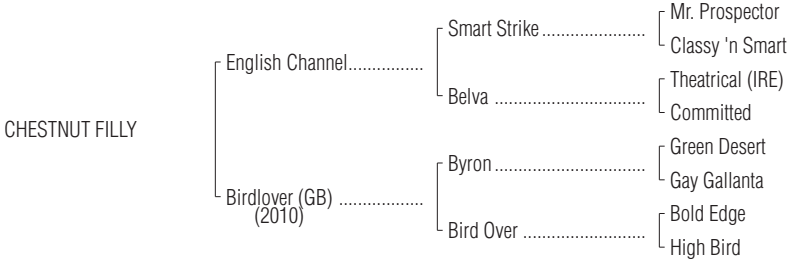 Mr. Prospector
Smart Strike......................
Classy 'n Smart
English Channel................
Theatrical (IRE)
Belva ................................
Committed
CHESTNUT FILLY
Green Desert
Byron................................
Gay Gallanta
Birdlover (GB) ..................
(2010)
Bold Edge
Bird Over ..........................
High Bird